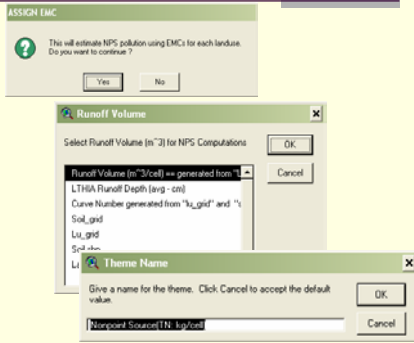 ASSIGN EMC
This will estimate NPS pollution using EMCs for each landuse.
Do you want to continue ?
Yes
No
Runoff Volume
Select Runoff Volume (m^3) for NPS Computations
OK
Cancel
Runoff Volume (m^3/cell) == generated from "L
LTHIA Runoff Depth (avg - cm)
Curve Number generated from "lu_grid" and
Soil_grid
Lu_grid
Theme Name
Give a name for the theme. Click Cancel to accept the default
value.
OK
Cancel
Nonpoint Source(TN: kg/cell)